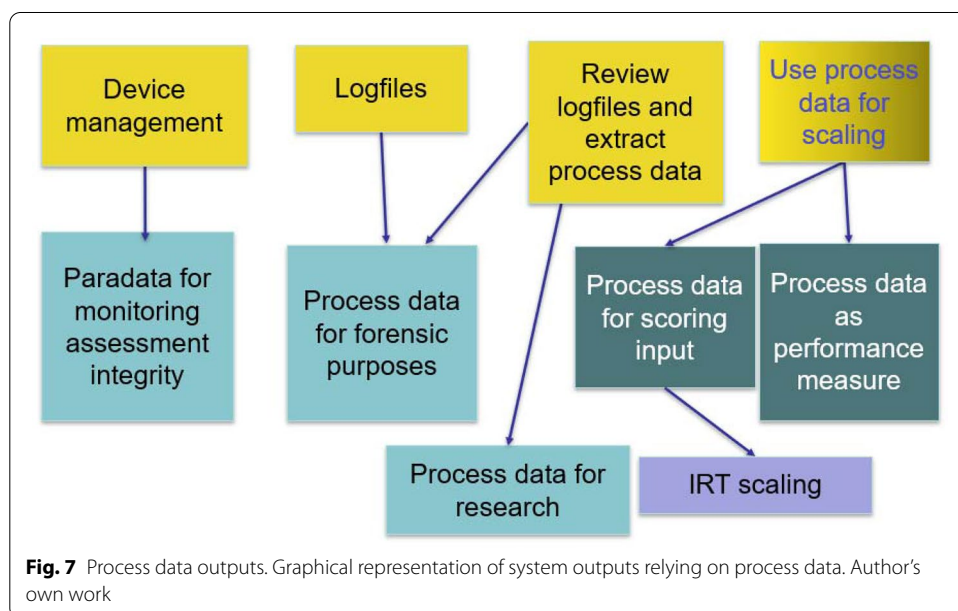 Device
management
Logfiles
Review
logfiles and
extract
process data
Use process
data for
scaling
Paradata for
monitoring
assessment
integrity
Process data
for forensic
purposes
Process data
for scoring
input
Process data
as
performance
measure
Process data for
research
IRT scaling
Fig. 7 Process data outputs. Graphical representation of system outputs relying on process data. Author's
own work